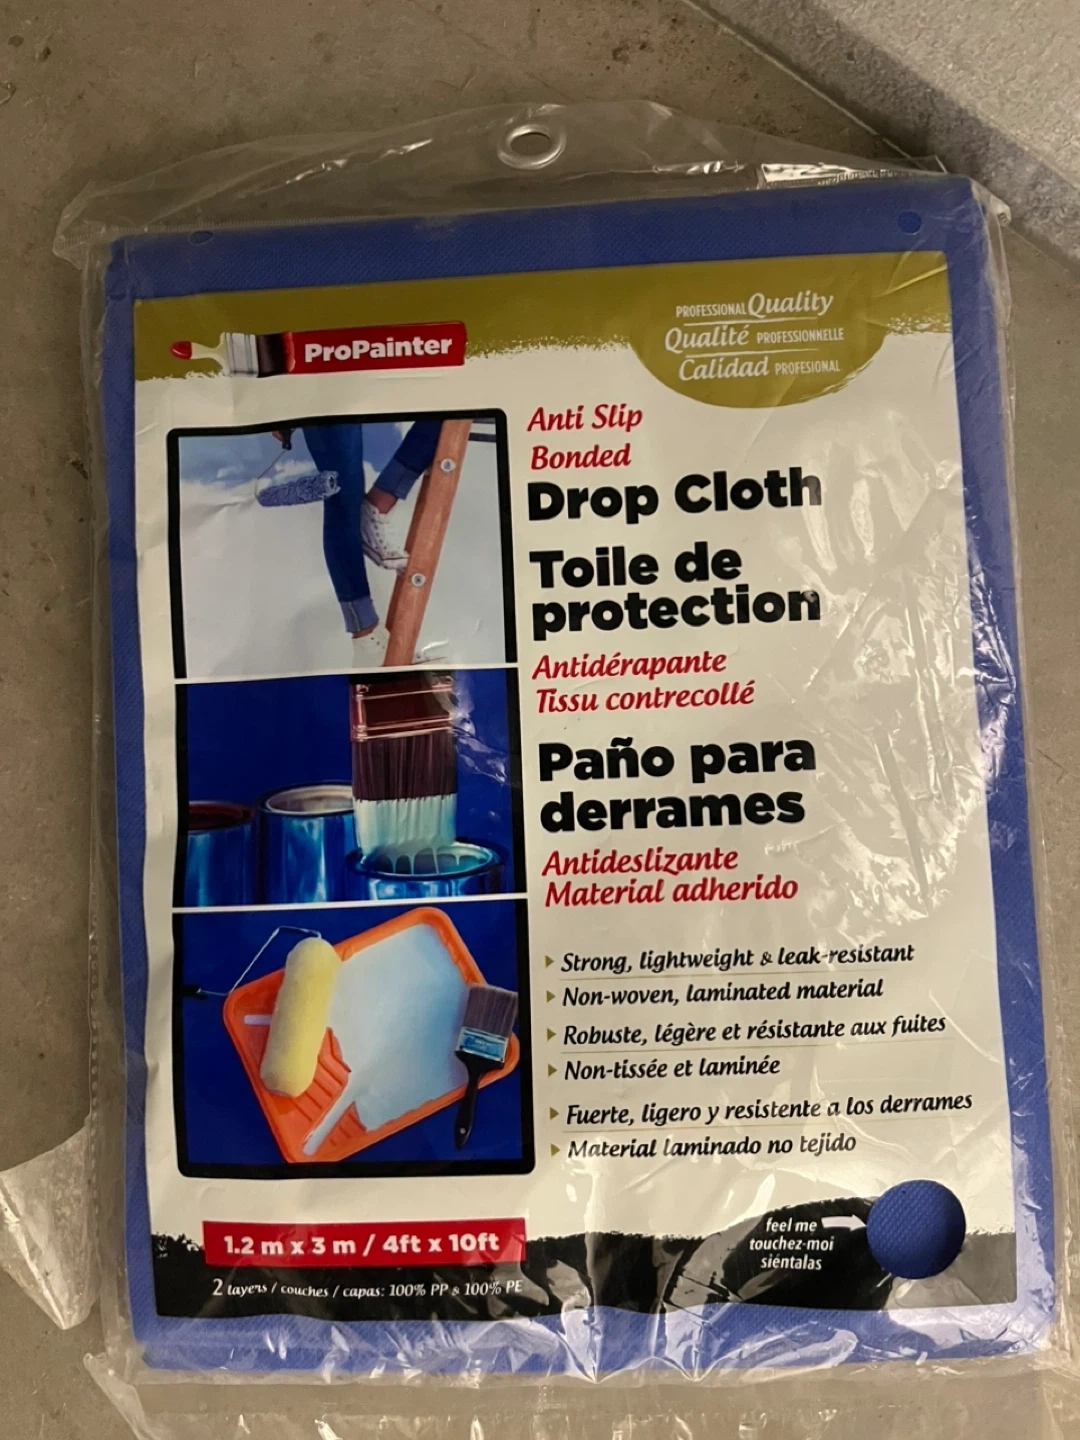 ProPainter
PROFESSIONAL Quality
Qualité PROFESSIONNELLE
Calidad PROFESIONAL
Anti Slip
Bonded
Drop Cloth
Toile de
protection
Antidérapante
Tissu contrecollé
Paño para
derrames
Antideslizante
Material adherido
Strong, lightweight & leak-resistant
Non-woven, laminated material
Robuste, légère et résistante aux fuites
Non-tissée et laminée
Fuerte, ligero y resistente a los derrames
Material laminado no tejido
feel me
touchez-moi
siéntalas
1.2 m x 3 m / 4ft x 10ft
2 layers / couches / capas: 100% PP & 100% PE